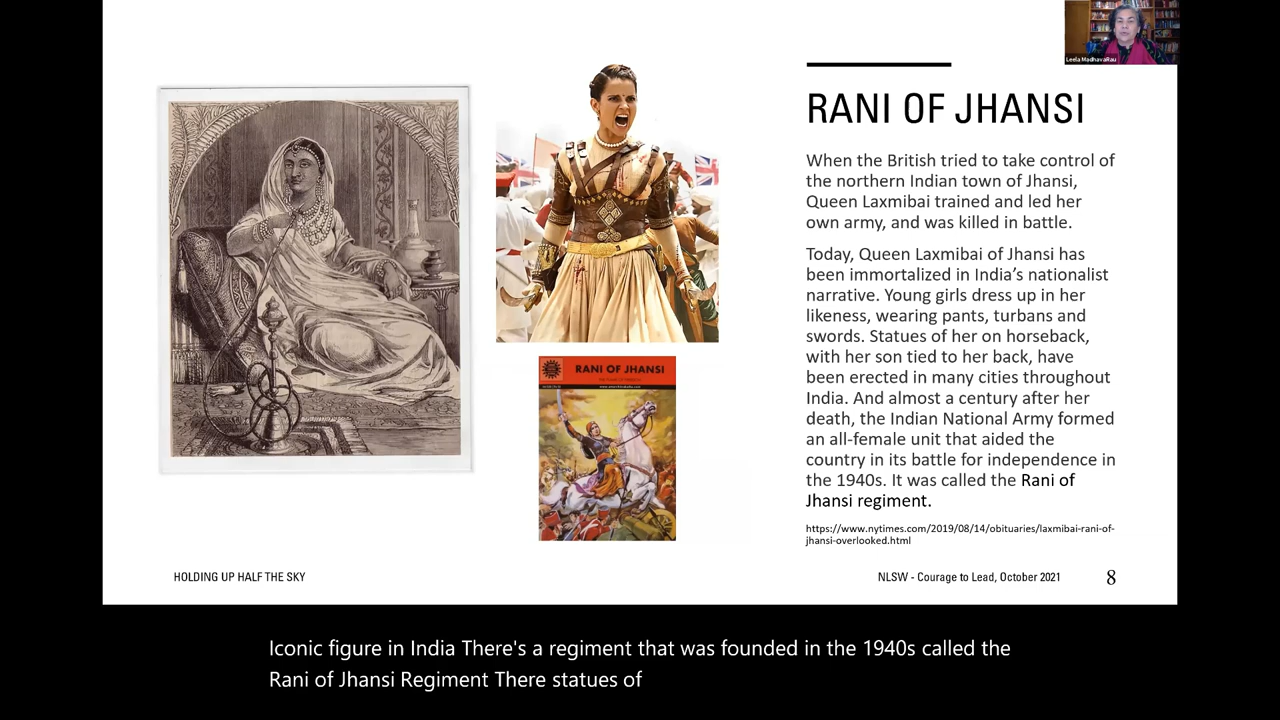 Leela MadhavaRau
RANI OF JHANSI
When the British tried to take control of
the northern Indian town of Jhansi,
Queen Laxmibai trained and led her
own army, and was killed in battle.
Today, Queen Laxmibai of Jhansi has
been immortalized in India’s nationalist
narrative. Young girls dress up in her
likeness, wearing pants, turbans and
swords. Statues of her on horseback,
with her son tied to her back, have
been erected in many cities throughout
India. And almost a century after her
death, the Indian National Army formed
an all-female unit that aided the
country in its battle for independence in
the 1940s. It was called the Rani of
Jhansi regiment.
https://www.nytimes.com/2019/08/14/obituaries/laxmibai-rani-of-
jhansi-overlooked.html
RANI OF JHANSI
HOLDING UP HALF THE SKY
NLSW - Courage to Lead, October 2021
8
Iconic figure in India There's a regiment that was founded in the 1940s called the
Rani of Jhansi Regiment There statues of